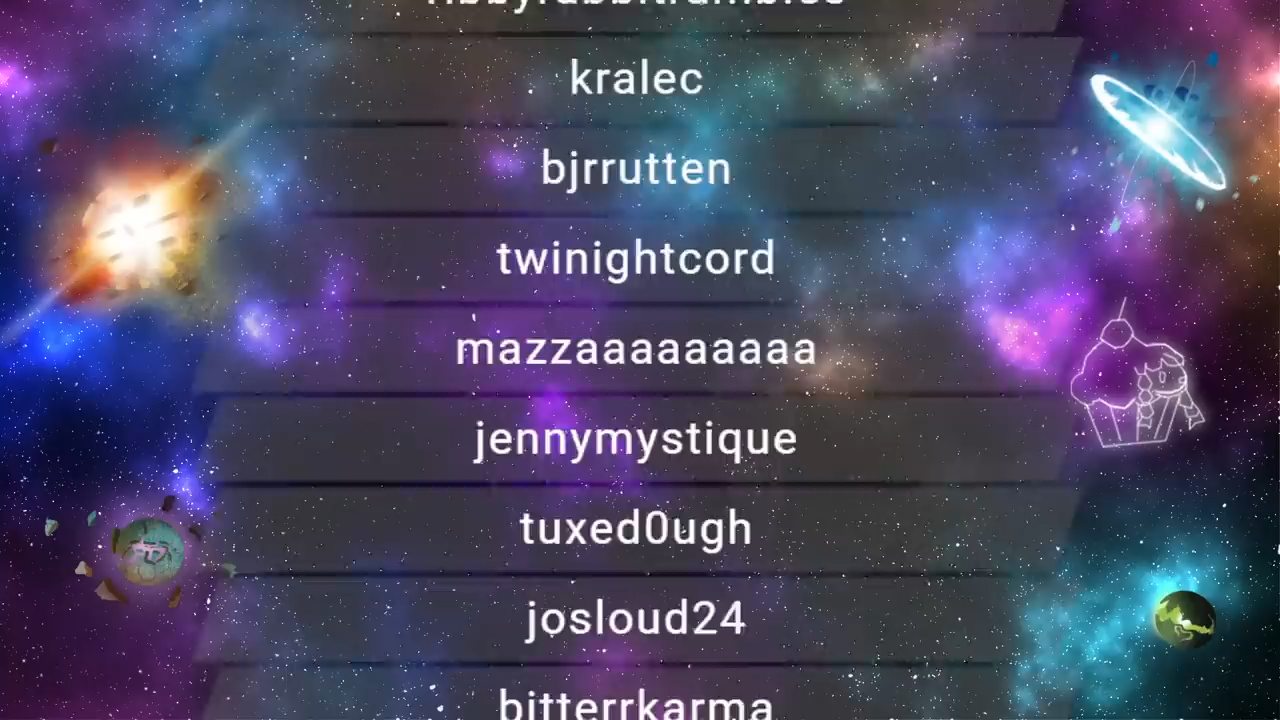 kralec
bjrrutten
twinightcord
mazzaaaaaaaaa
jennymystique
tuxed0ugh
josloud24
bitterrkarma